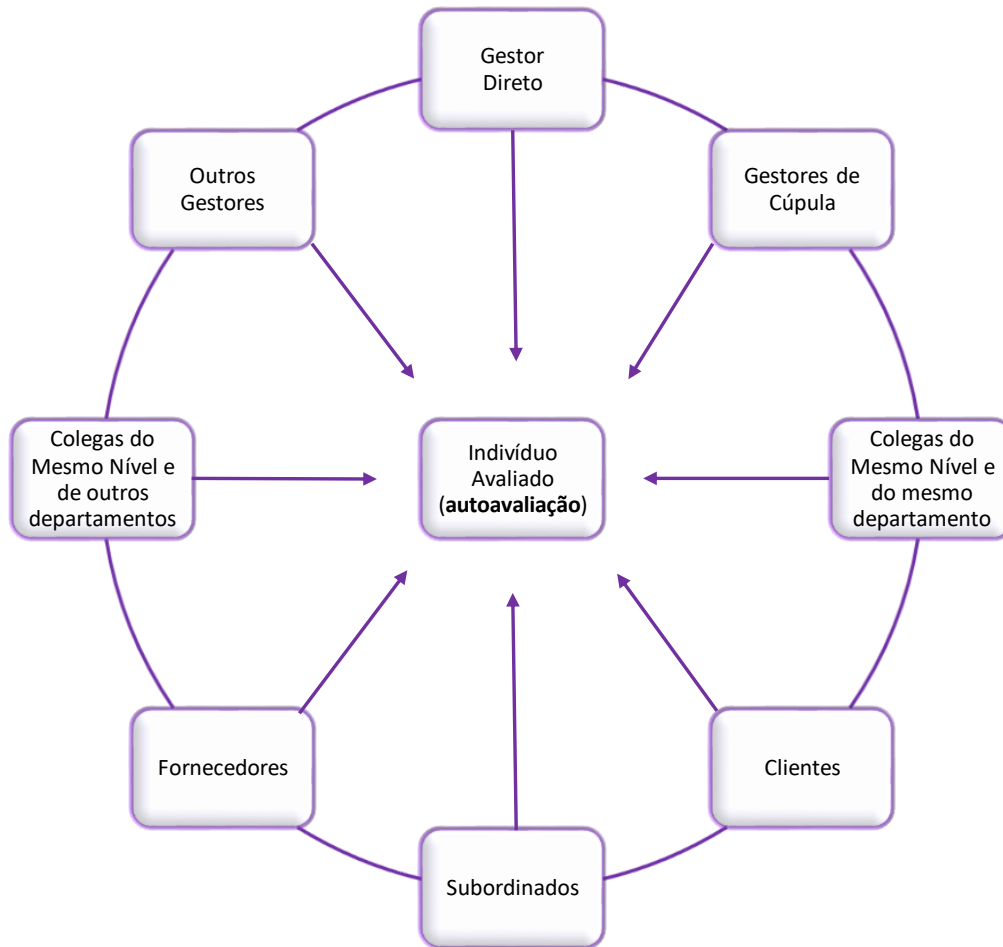 Gestor
Direto
Outros
Gestores
Gestores de
Cúpula
Colegas do
Mesmo Nível e
de outros
departamentos
Indivíduo
Avaliado
(autoavaliação)
Colegas do
Mesmo Nível e
do mesmo
departamento
Fornecedores
Clientes
Subordinados